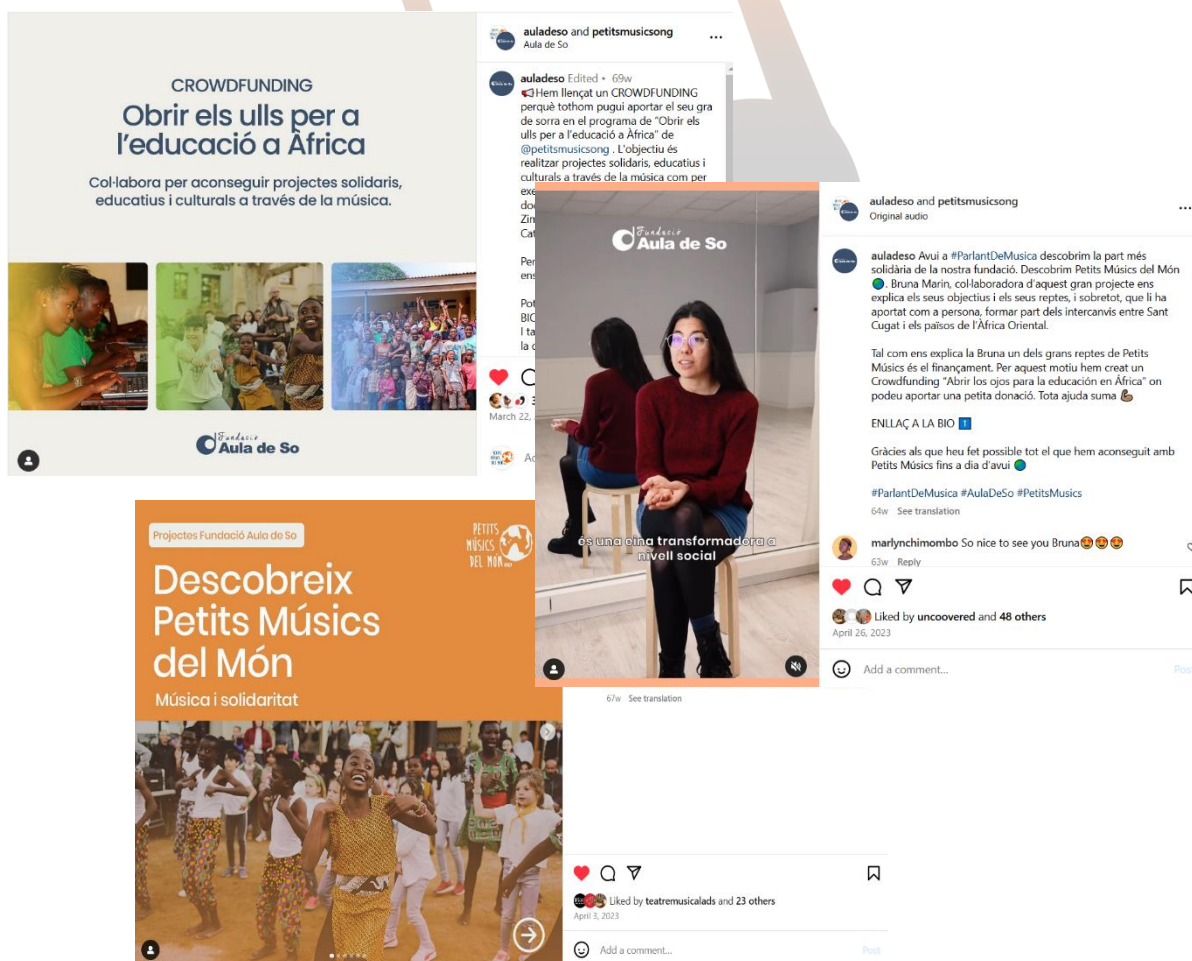 CROWDFUNDING
Obrir els ulls per a
l'educació a Àfrica
Col·labora per aconseguir projectes solidaris,
educatius i culturals a través de la música.
Fundació
Aula de So
auladeso and petitsmusicsong
Aula de So
auladeso Edited • 69w
Hem llençat un CROWDFUNDING
perquè tothom pugui aportar el seu gra
de sorra en el programa de "Obrir els
ulls per a l'educació a Àfrica" de
@petitsmusicsong . L'objectiu és
realitzar projectes solidaris, educatius i
culturals a través de la música com per
March 22,
Fundació
Aula de So
és una eina transformadora a
nivell social
auladeso and petitsmusicsong
Original audio
auladeso Avui a #ParlantDeMusica descobrim la part més
solidària de la nostra fundació. Descobrim Petits Músics del Món
. Bruna Marin, col·laboradora d'aquest gran projecte ens
explica els seus objectius i els seus reptes, i sobretot, que li ha
aportat com a persona, formar part dels intercanvis entre Sant
Cugat i els països de l'Àfrica Oriental.
Tal com ens explica la Bruna un dels grans reptes de Petits
Músics és el finançament. Per aquest motiu hem creat un
Crowdfunding "Abrir los ojos para la educación en África" on
podeu aportar una petita donació. Tota ajuda suma
ENLLAÇ A LA BIO
Gràcies als que heu fet possible tot el que hem aconseguit amb
Petits Músics fins a dia d'avui
#ParlantDeMusica #AulaDeSo #PetitsMusics
64w See translation
marlynchimombo So nice to see you Bruna
63w Reply
Liked by uncoovered and 48 others
April 26, 2023
Add a comment...
Post
Projectes Fundació Aula de So
PETITS
MÚSICS
DEL MÓN
Descobreix
Petits Músics
del Món
Música i solidaritat
67w See translation
Liked by teatremusicalads and 23 others
April 3, 2023
Add a comment...
Post